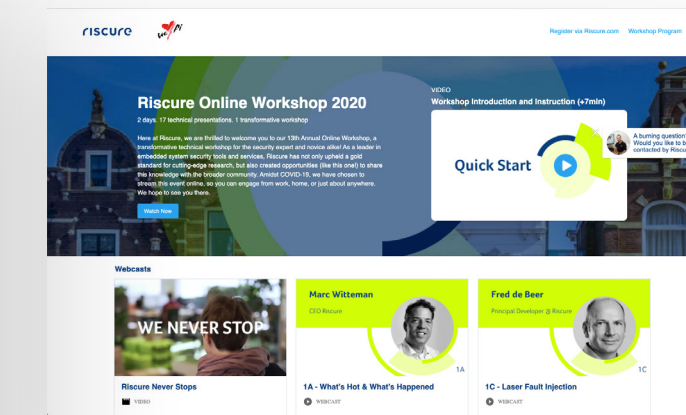 riscure
Register via Riscure.com Workshop Program
Riscure Online Workshop 2020
2 days. 17 technical presentations. 1 transformative workshop
Here at Riscure, we are thrilled to welcome you to our 13th Annual Online Workshop, a
transformative technical workshop for the security expert and novice alike! As a leader in
embedded system security tools and services, Riscure has not only upheld a gold
standard for cutting-edge research, but also created opportunities (like this one!) to share
this knowledge with the broader community. Amidst COVID-19, we have chosen to
stream this event online, so you can engage from work, home, or just about anywhere.
We hope to see you there.
Watch Now
VIDEO
Workshop Introduction and Instruction (+7min)
Quick Start
A burning question
Would you like to b
contacted by Riscu
Webcasts
WE NEVER STOP
Riscure Never Stops
VIDEO
Marc Witteman
CEO Riscure
1A
1A - What's Hot & What's Happened
WEBCAST
Fred de Beer
Principal Developer @ Riscure
1C
1C - Laser Fault Injection
WEBCAST